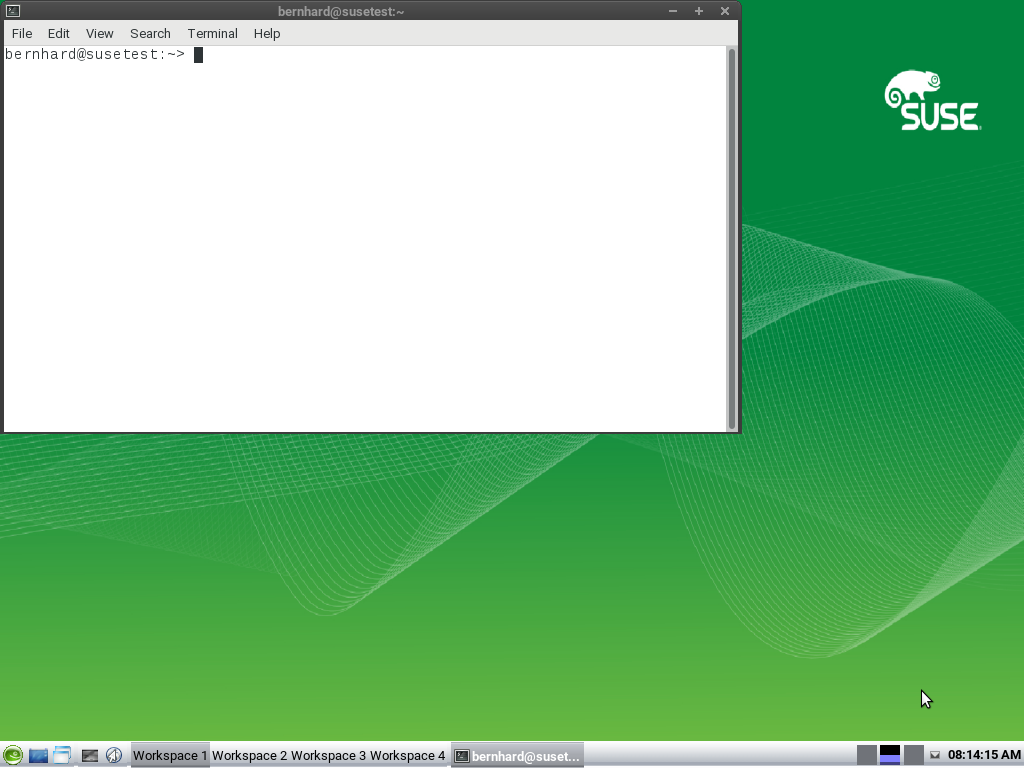 bernhard@susetest:~
File Edit View Search Terminal Help
bernhard@susetest:~>
SUSE
Workspace 1 Workspace 2 Workspace 3 Workspace 4 bernhard@suset... 08:14:15 AM